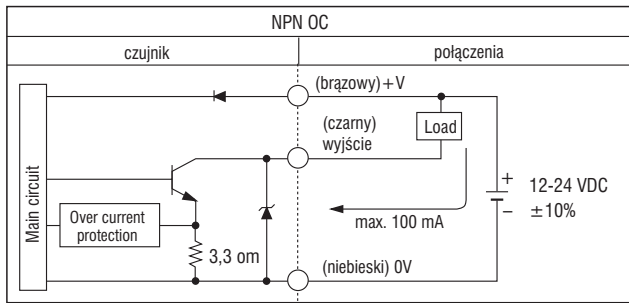 NPN OC
czujnik
połączenia
(brązowy)+V
(czarny)
wyjście
Load
Main circuit
Over current
protection
3,3 om
max. 100 mA
+
12-24 VDC
−
±10%
(niebieski) 0V